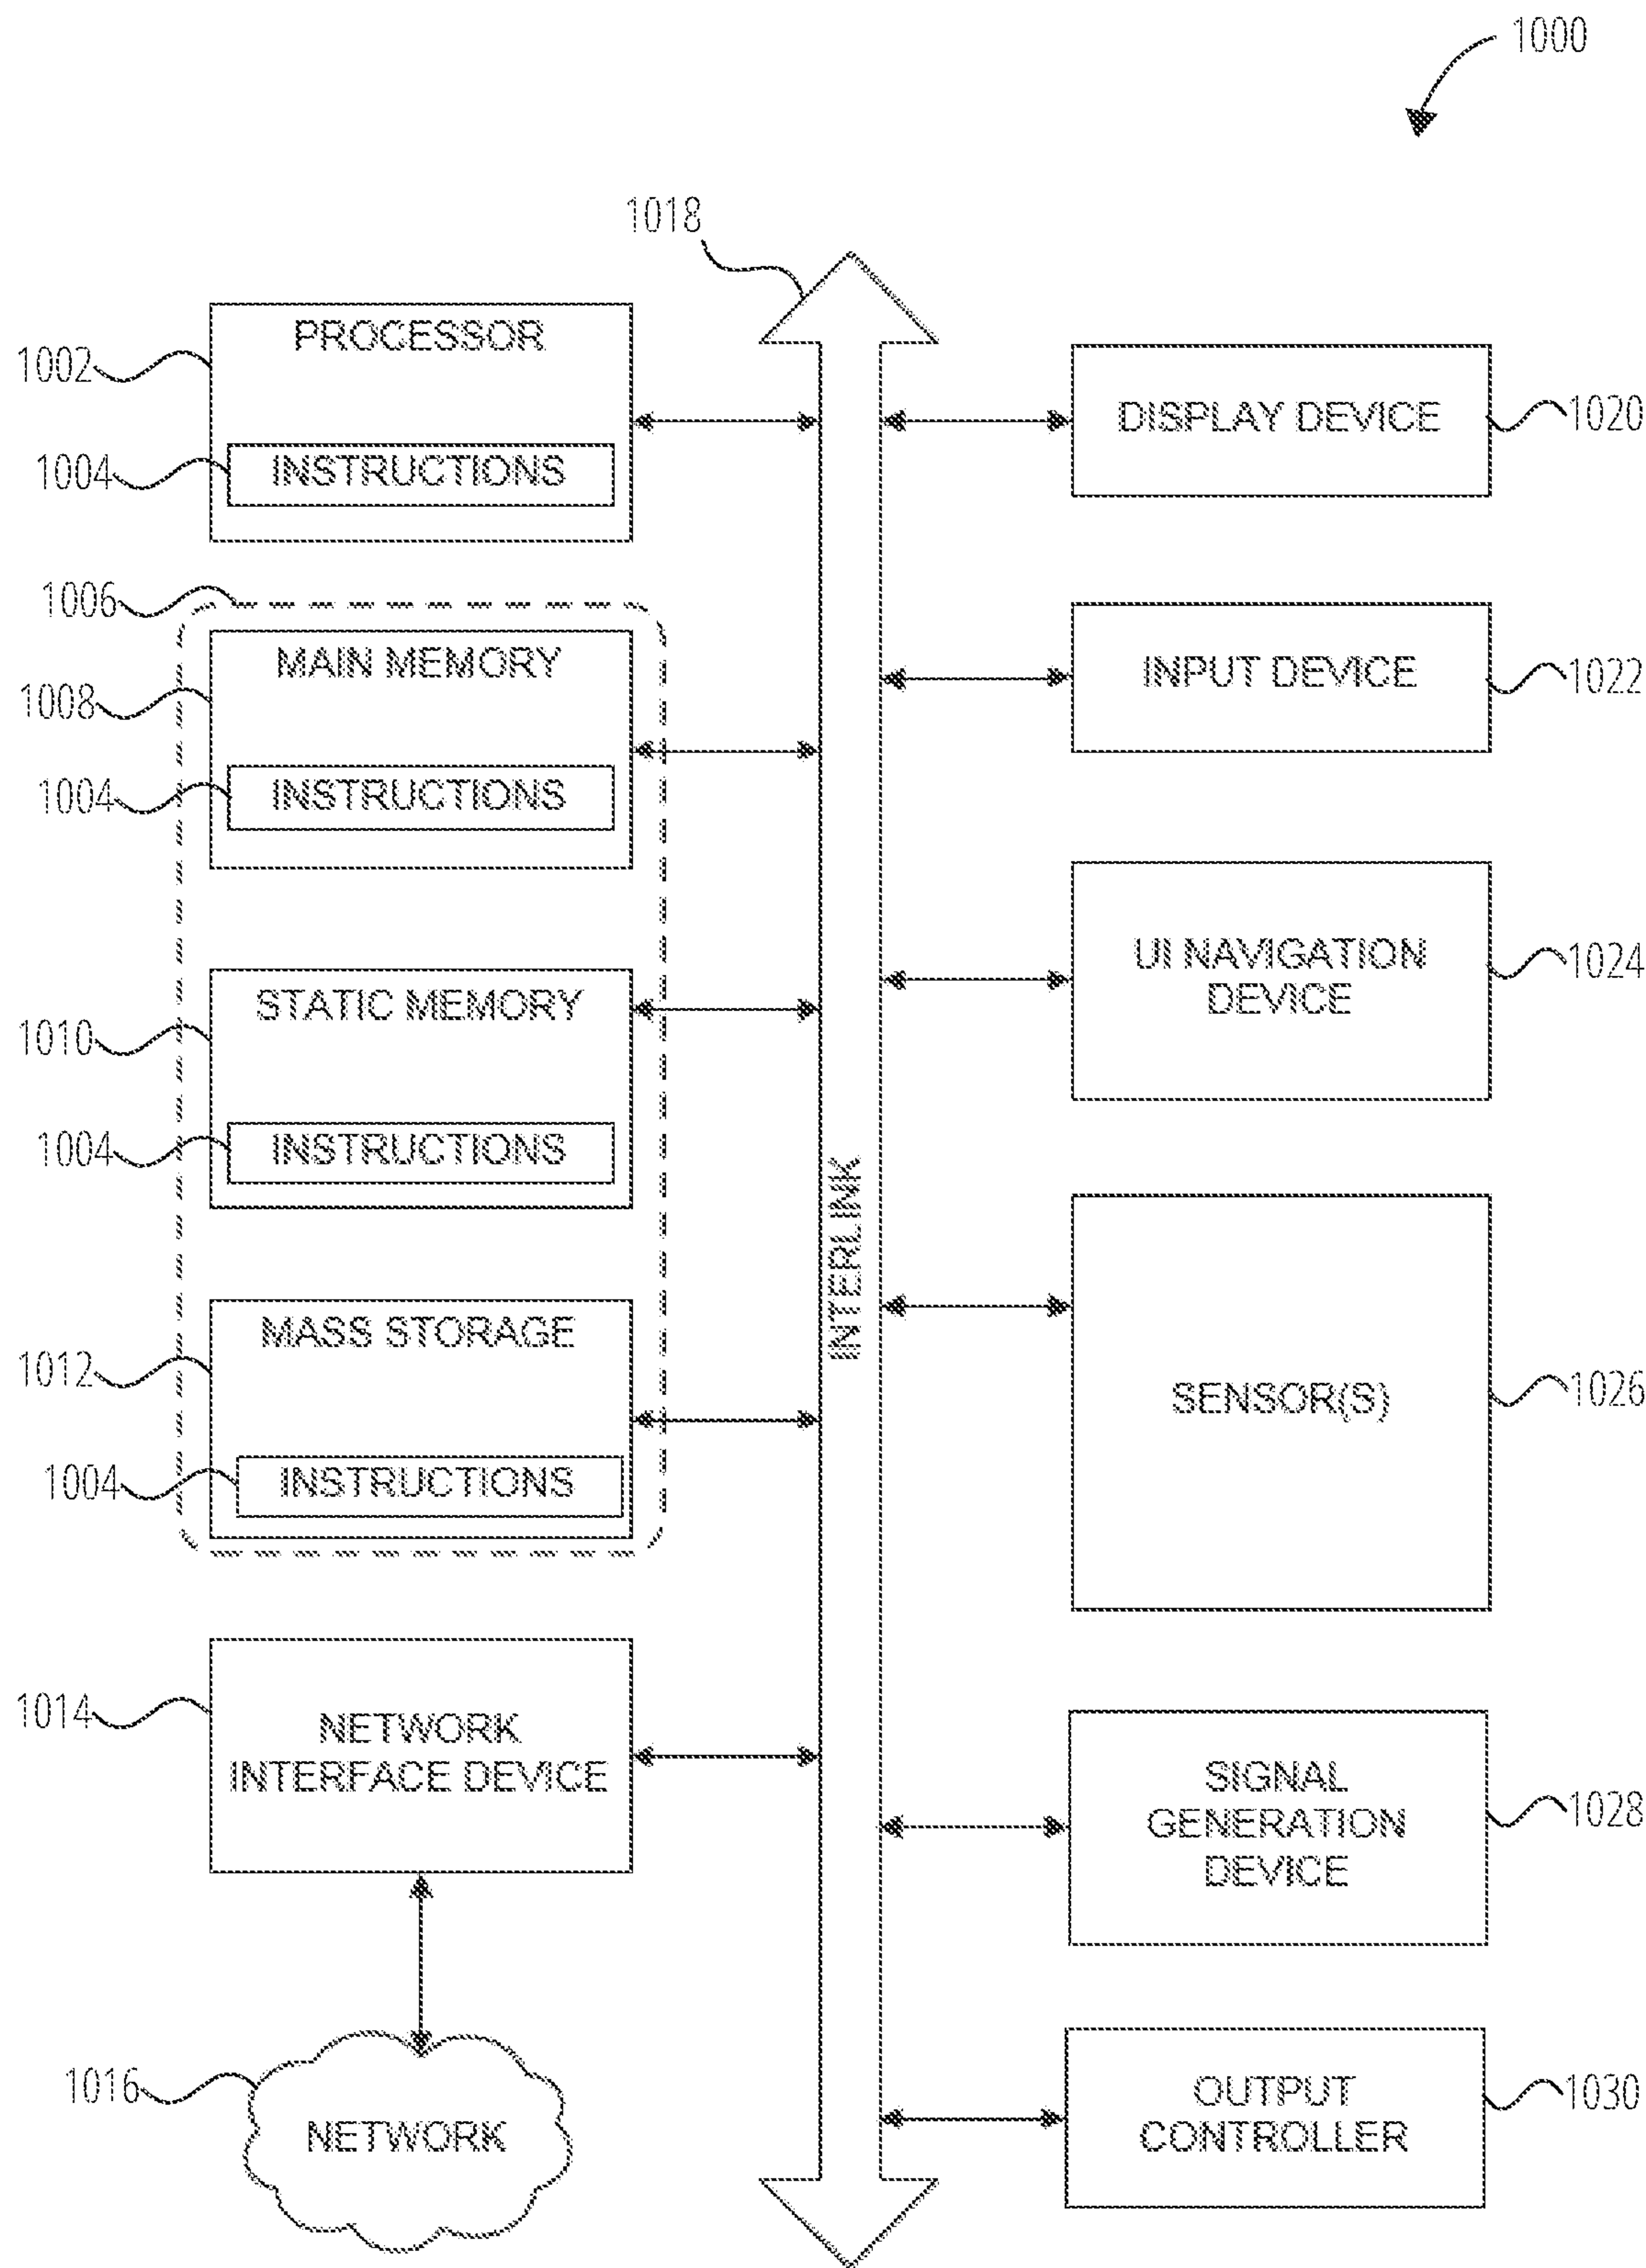 1000
1018
PROCESSOR
1002
1004
INSTRUCTIONS
1006
MAIN MEMORY
1008
1004
INSTRUCTIONS
STATIC MEMORY
1010
1004
INSTRUCTIONS
MASS STORAGE
1012
1004
INSTRUCTIONS
1014
NETWORK
INTERFACE DEVICE
1016
NETWORK
INTERLINK
DISPLAY DEVICE
1020
INPUT DEVICE
1022
UI NAVIGATION
DEVICE
1024
SENSOR(S)
1026
SIGNAL
GENERATION
DEVICE
1028
OUTPUT
CONTROLLER
1030